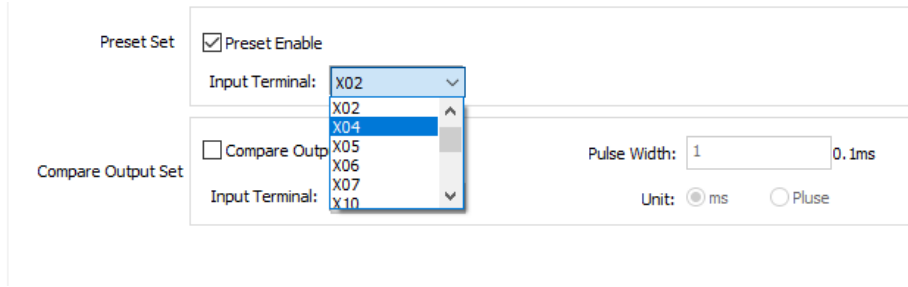 Preset Set
Preset Enable
Input Terminal: X02
X02
X04
X05
X06
X07
X10
Compare Output Set
Compare Outp
Input Terminal:
Pulse Width: 1 0.1ms
Unit: ms Pluse